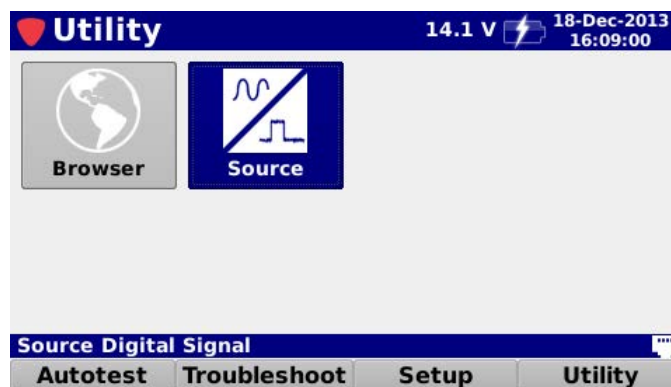 Utility 14.1 V 18-Dec-2013
16:09:00
Browser Source
Source Digital Signal
Autotest Troubleshoot Setup Utility